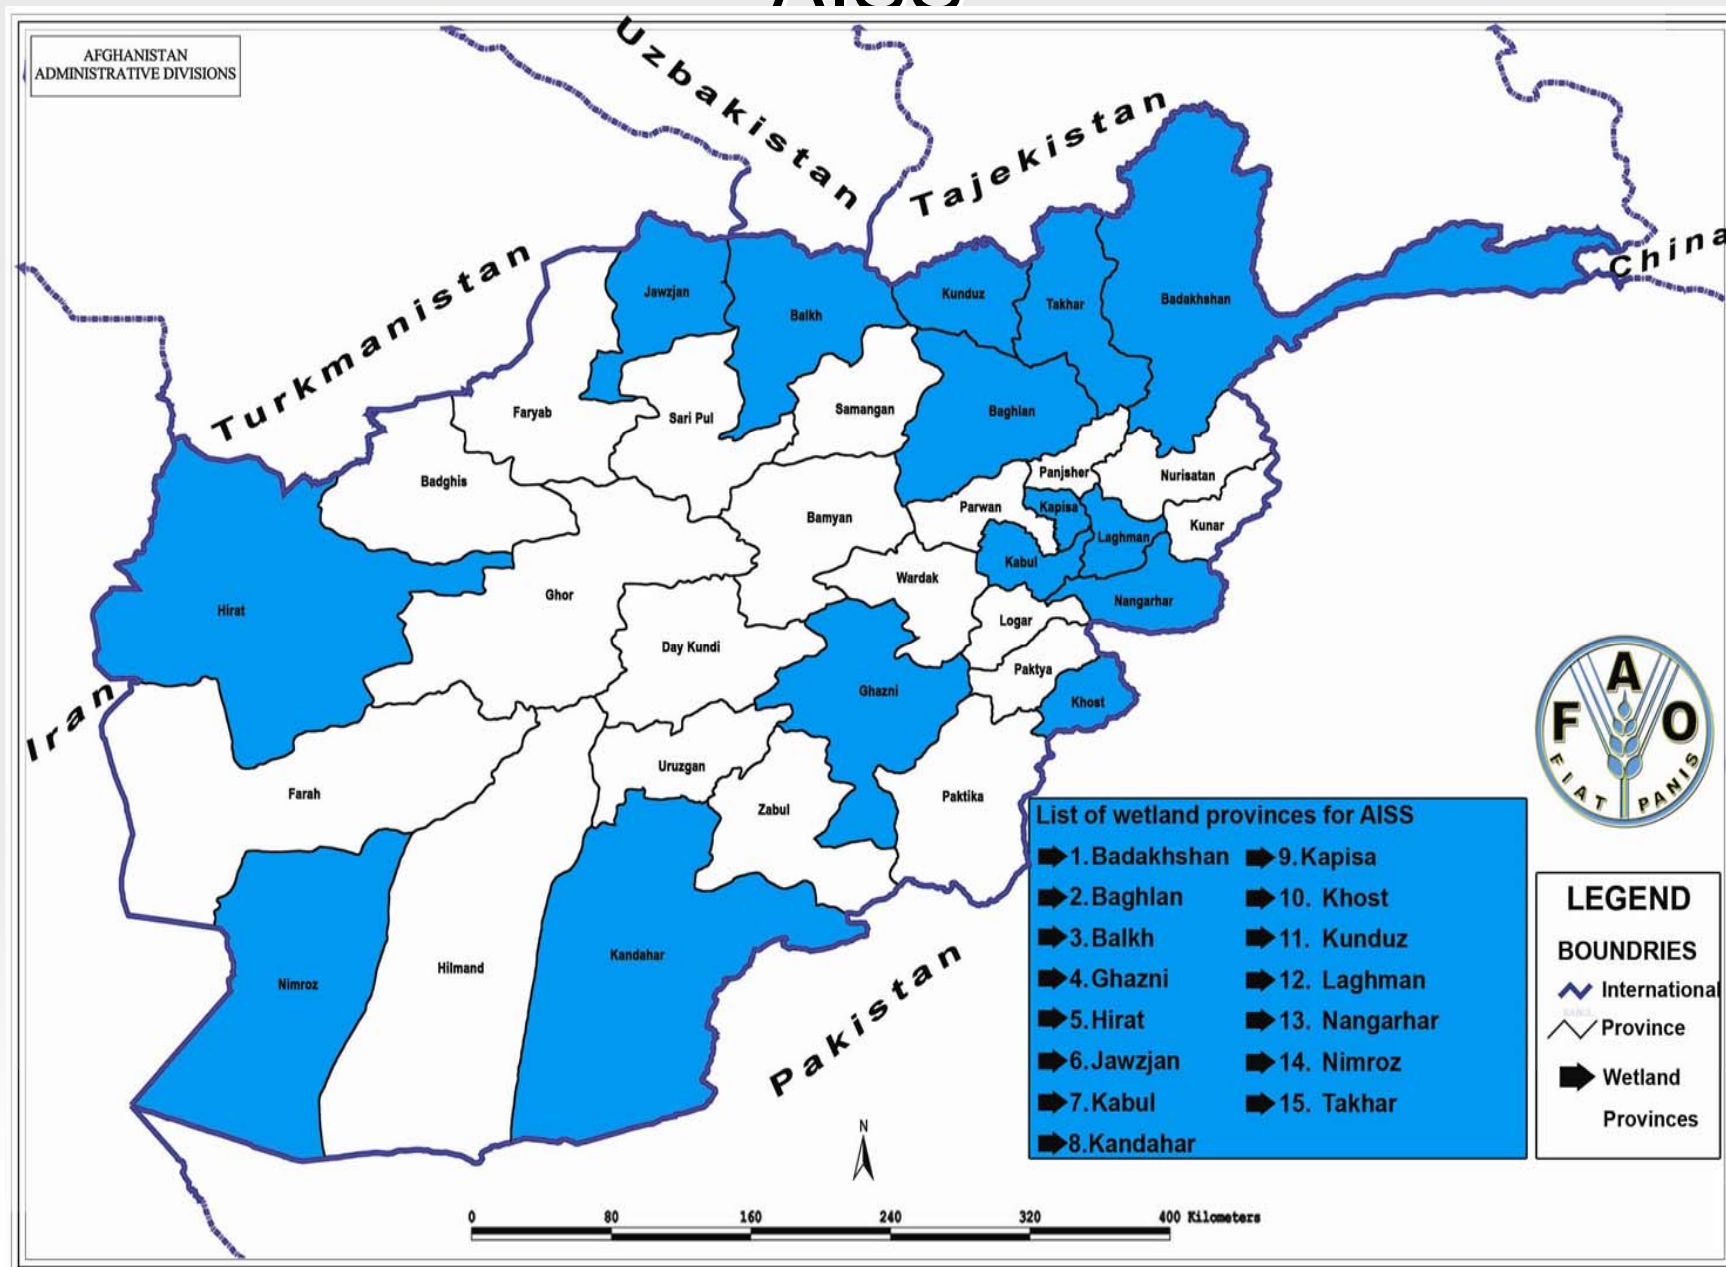 AISS
AFGHANISTAN
ADMINISTRATIVE DIVISIONS
Uzbakistan
Tajekistan
China
Turkmanistan
Iran
Pakistan
Jawzjan
Balkh
Kunduz
Takhar
Badakhshan
Faryab
Sari Pul
Samangan
Baghlan
Badghis
Bamyan
Parwan
Panjsher
Nurisatan
Kapisa
Kunar
Laghman
Kabul
Hirat
Ghor
Wardak
Nangarhar
Logar
Day Kundi
Paktya
Ghazni
Khost
Farah
Uruzgan
Zabul
Paktika
Nimroz
Hilmand
Kandahar
F A O
FIAT PANIS
List of wetland provinces for AISS
1.Badakhshan
2.Baghlan
3.Balkh
4.Ghazni
5.Hirat
6.Jawzjan
7.Kabul
8.Kandahar
9.Kapisa
10. Khost
11. Kunduz
12. Laghman
13. Nangarhar
14. Nimroz
15. Takhar
LEGEND
BOUNDRIES
International
Province
Wetland
Provinces
N
0 80 160 240 320 400 Kilometers